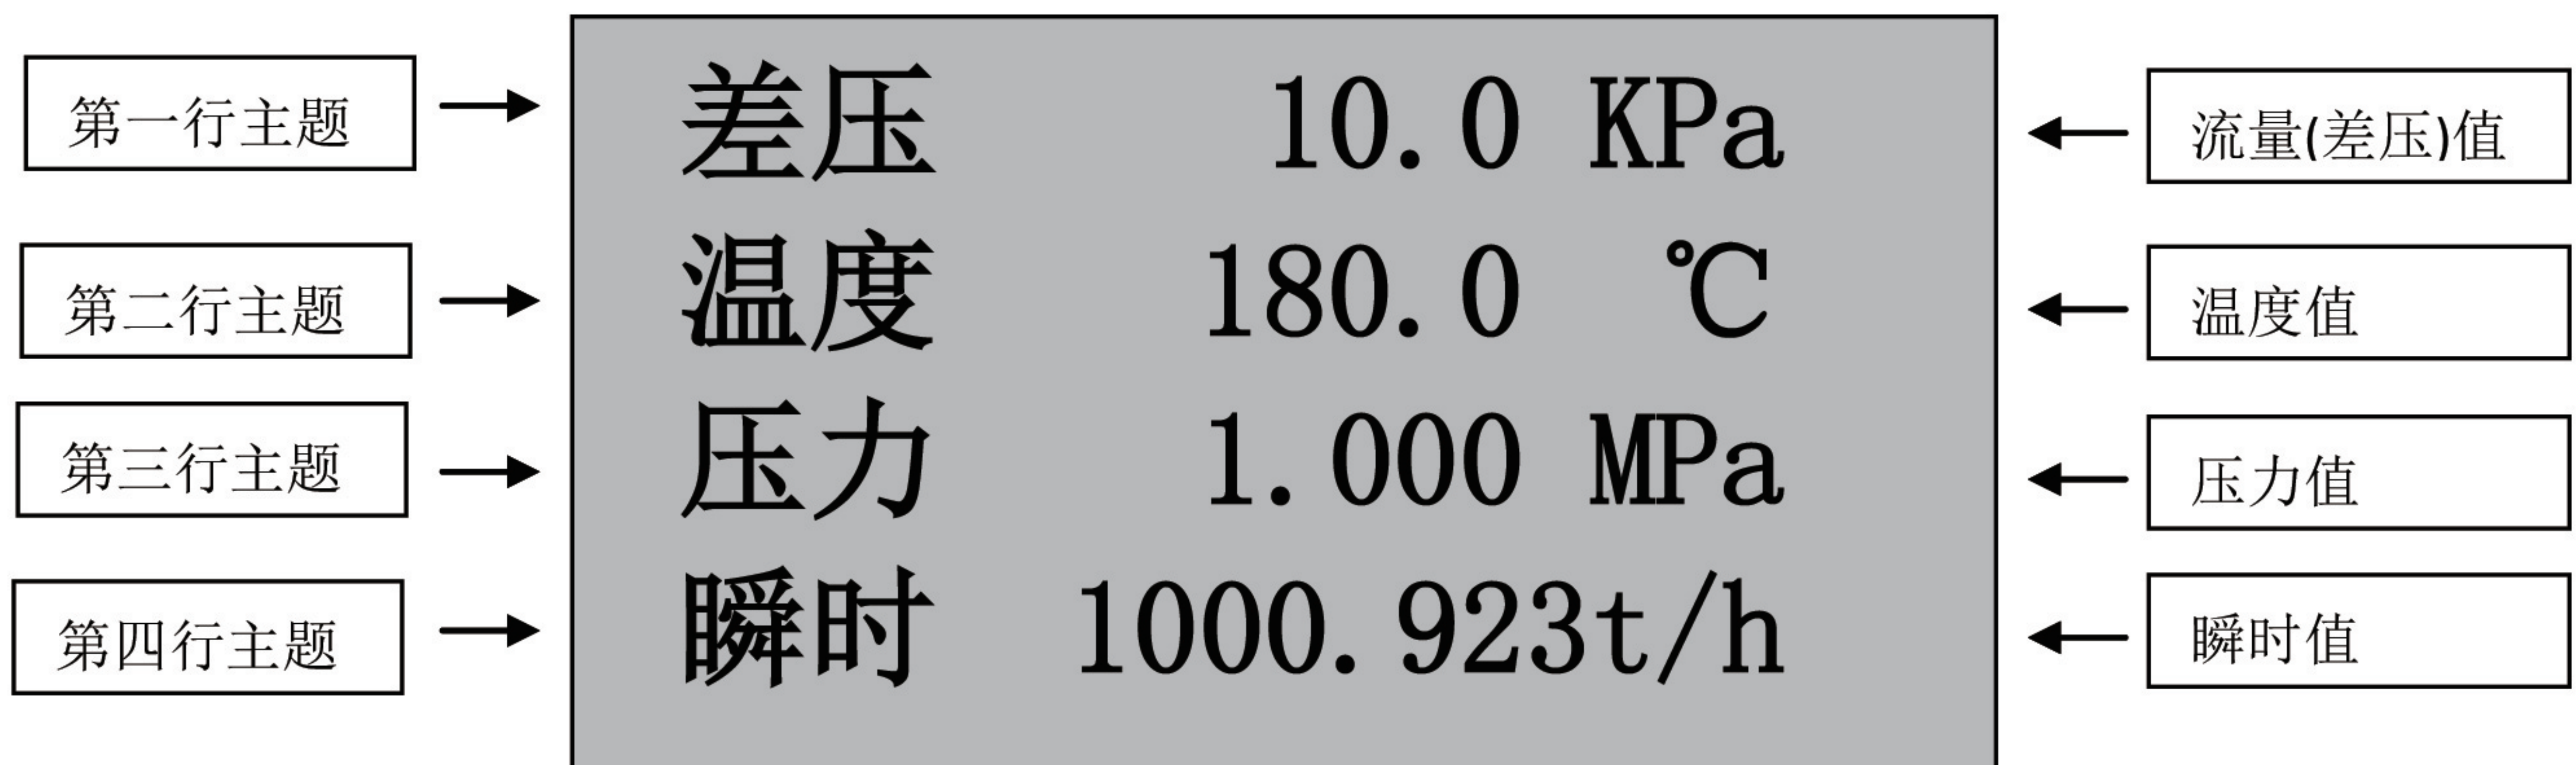 第一行主题
差压 10.0 KPa
流量(差压)值
第二行主题
温度 180.0 ℃
温度值
第三行主题
压力 1.000 MPa
压力值
第四行主题
瞬时 1000.923t/h
瞬时值